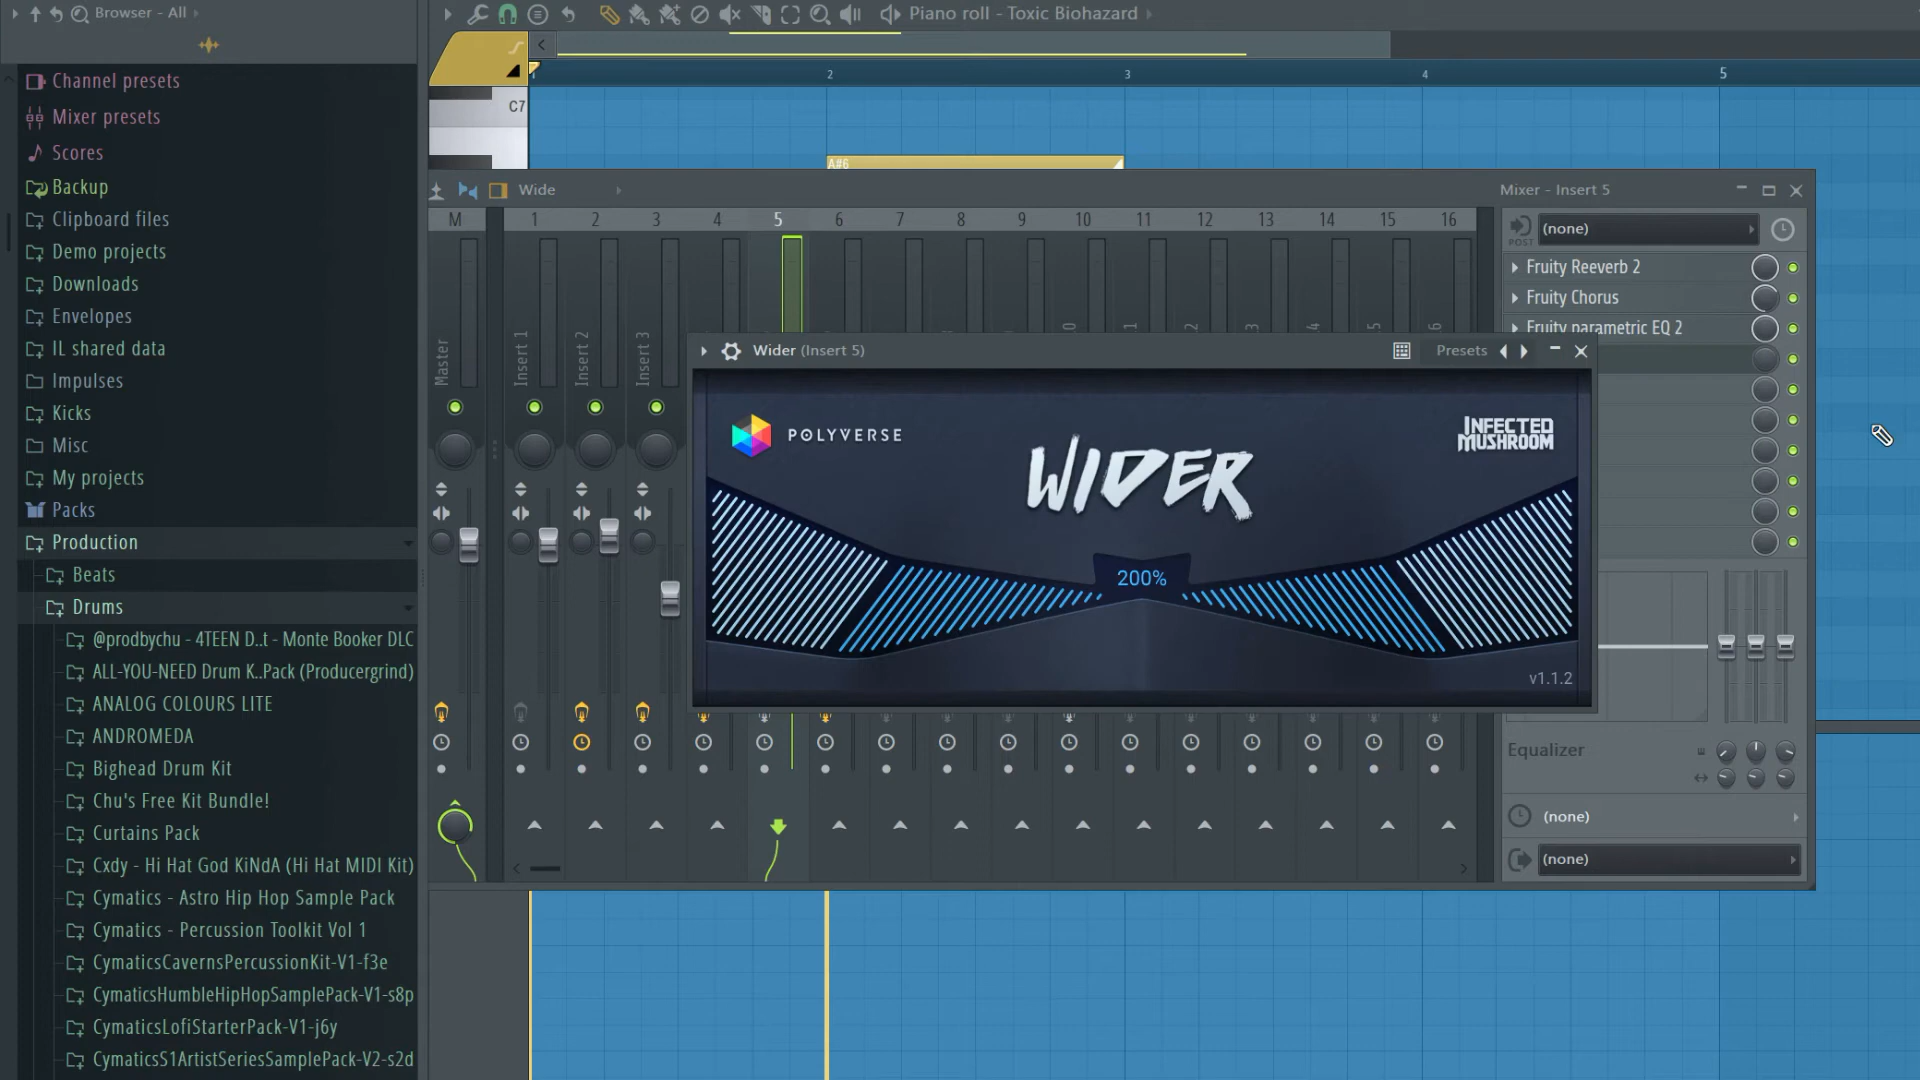 Browser - All
Piano roll - Toxic Biohazard
Channel presets
Mixer presets
Scores
Backup
Clipboard files
Demo projects
Downloads
Envelopes
IL shared data
Impulses
Kicks
Misc
My projects
Packs
Production
Beats
Drums
@prodbychu - 4TEEN D..t - Monte Booker DLC
ALL-YOU-NEED Drum K..Pack (Producergrind)
ANALOG COLOURS LITE
ANDROMEDA
Bighead Drum Kit
Chu's Free Kit Bundle!
Curtains Pack
Cxdy - Hi Hat God KiNdA (Hi Hat MIDI Kit)
Cymatics - Astro Hip Hop Sample Pack
Cymatics - Percussion Toolkit Vol 1
CymaticsCavernsPercussionKit-V1-f3e
CymaticsHumbleHipHopSamplePack-V1-s8p
CymaticsLofiStarterPack-V1-j6y
CymaticsS1ArtistSeriesSamplePack-V2-s2d
1 2 3 4 5
C7
A#6
Wide
Mixer - Insert 5
M 1 2 3 4 5 6 7 8 9 10 11 12 13 14 15 16
Master
Insert 1
Insert 2
Insert 3
POST
(none)
Fruity Reeverb 2
Fruity Chorus
Fruity parametric EQ 2
Wider (Insert 5)
Presets
POLYVERSE
WIDER
INFECTED
MUSHROOM
200%
v1.1.2
Equalizer
(none)
(none)